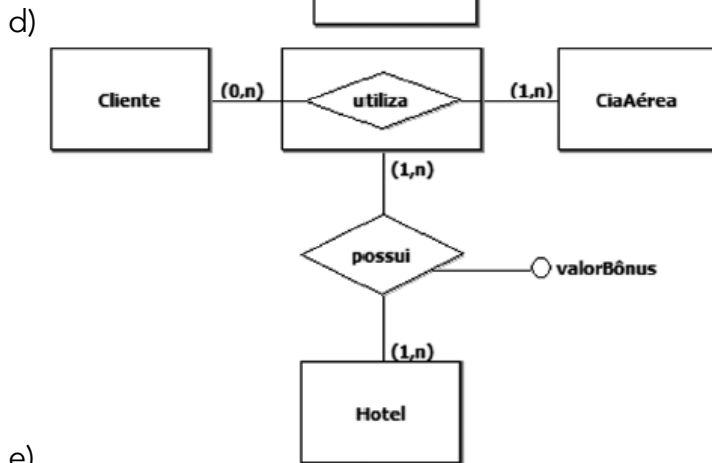 d)
Cliente
(0,n)
utiliza
(1,n)
CiaAérea
(1,n)
possui
valorBônus
(1,n)
Hotel
e)